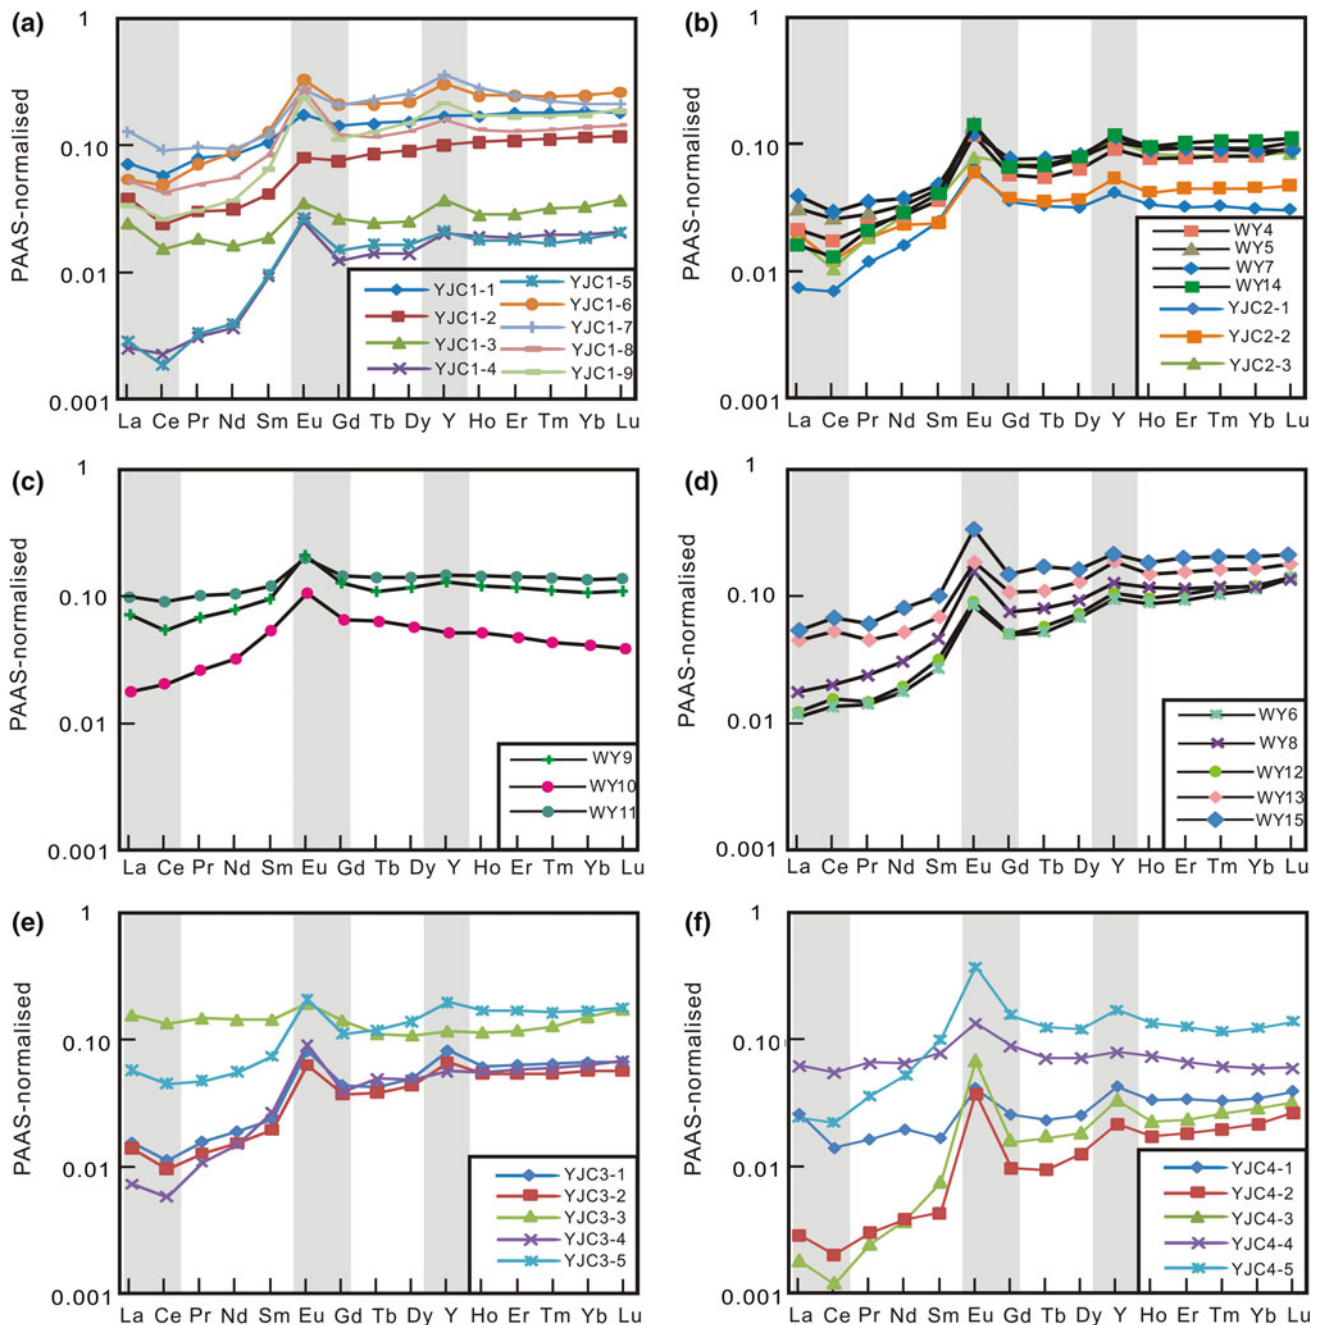 (a)
PAAS-normalised
1
0.10
0.01
0.001
La Ce Pr Nd Sm Eu Gd Tb Dy Y Ho Er Tm Yb Lu
YJC1-1
YJC1-2
YJC1-3
YJC1-4
YJC1-5
YJC1-6
YJC1-7
YJC1-8
YJC1-9
(b)
PAAS-normalised
1
0.10
0.01
0.001
La Ce Pr Nd Sm Eu Gd Tb Dy Y Ho Er Tm Yb Lu
WY4
WY5
WY7
WY14
YJC2-1
YJC2-2
YJC2-3
(c)
PAAS-normalised
1
0.10
0.01
0.001
La Ce Pr Nd Sm Eu Gd Tb Dy Y Ho Er Tm Yb Lu
WY9
WY10
WY11
(d)
PAAS-normalised
1
0.10
0.01
0.001
La Ce Pr Nd Sm Eu Gd Tb Dy Y Ho Er Tm Yb Lu
WY6
WY8
WY12
WY13
WY15
(e)
PAAS-normalised
1
0.10
0.01
0.001
La Ce Pr Nd Sm Eu Gd Tb Dy Y Ho Er Tm Yb Lu
YJC3-1
YJC3-2
YJC3-3
YJC3-4
YJC3-5
(f)
PAAS-normalised
1
0.10
0.01
0.001
La Ce Pr Nd Sm Eu Gd Tb Dy Y Ho Er Tm Yb Lu
YJC4-1
YJC4-2
YJC4-3
YJC4-4
YJC4-5